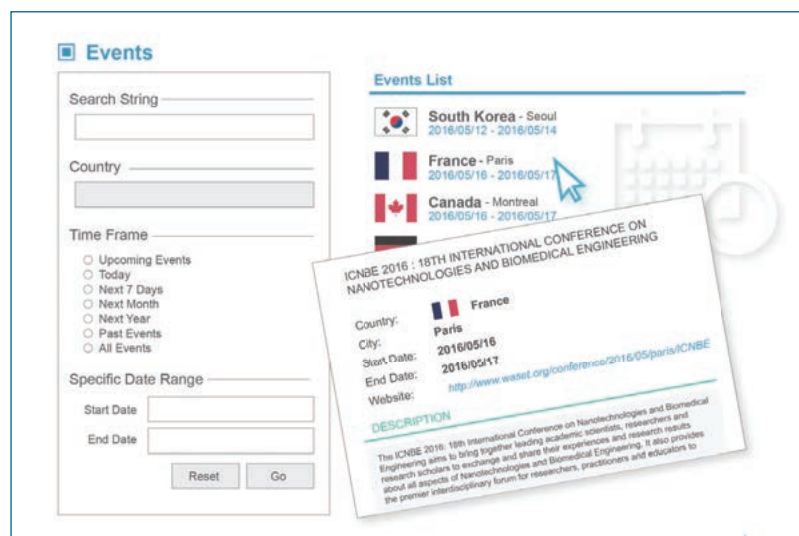 Events
Search String
Country
Time Frame
Upcoming Events
Today
Next 7 Days
Next Month
Next Year
Past Events
All Events
Specific Date Range
Start Date
End Date
Reset Go
Events List
South Korea - Seoul
2016/05/12 - 2016/05/14
France - Paris
2016/05/16 - 2016/05/17
Canada - Montreal
2016/05/16 - 2016/05/17
ICNBE 2016 : 18TH INTERNATIONAL CONFERENCE ON
NANOTECHNOLOGIES AND BIOMEDICAL ENGINEERING
Country: France
City: Paris
Start Date: 2016/05/16
End Date: 2016/05/17
Website: http://www.waset.org/conference/2016/05/paris/ICNBE
DESCRIPTION
The ICNBE 2016: 18th International Conference on Nanotechnologies and Biomedical
Engineering aims to bring together leading academic scientists, researchers and
research scholars to exchange and share their experiences and research results
about all aspects of Nanotechnologies and Biomedical Engineering. It also provides
the premier interdisciplinary forum for researchers, practitioners and educators to